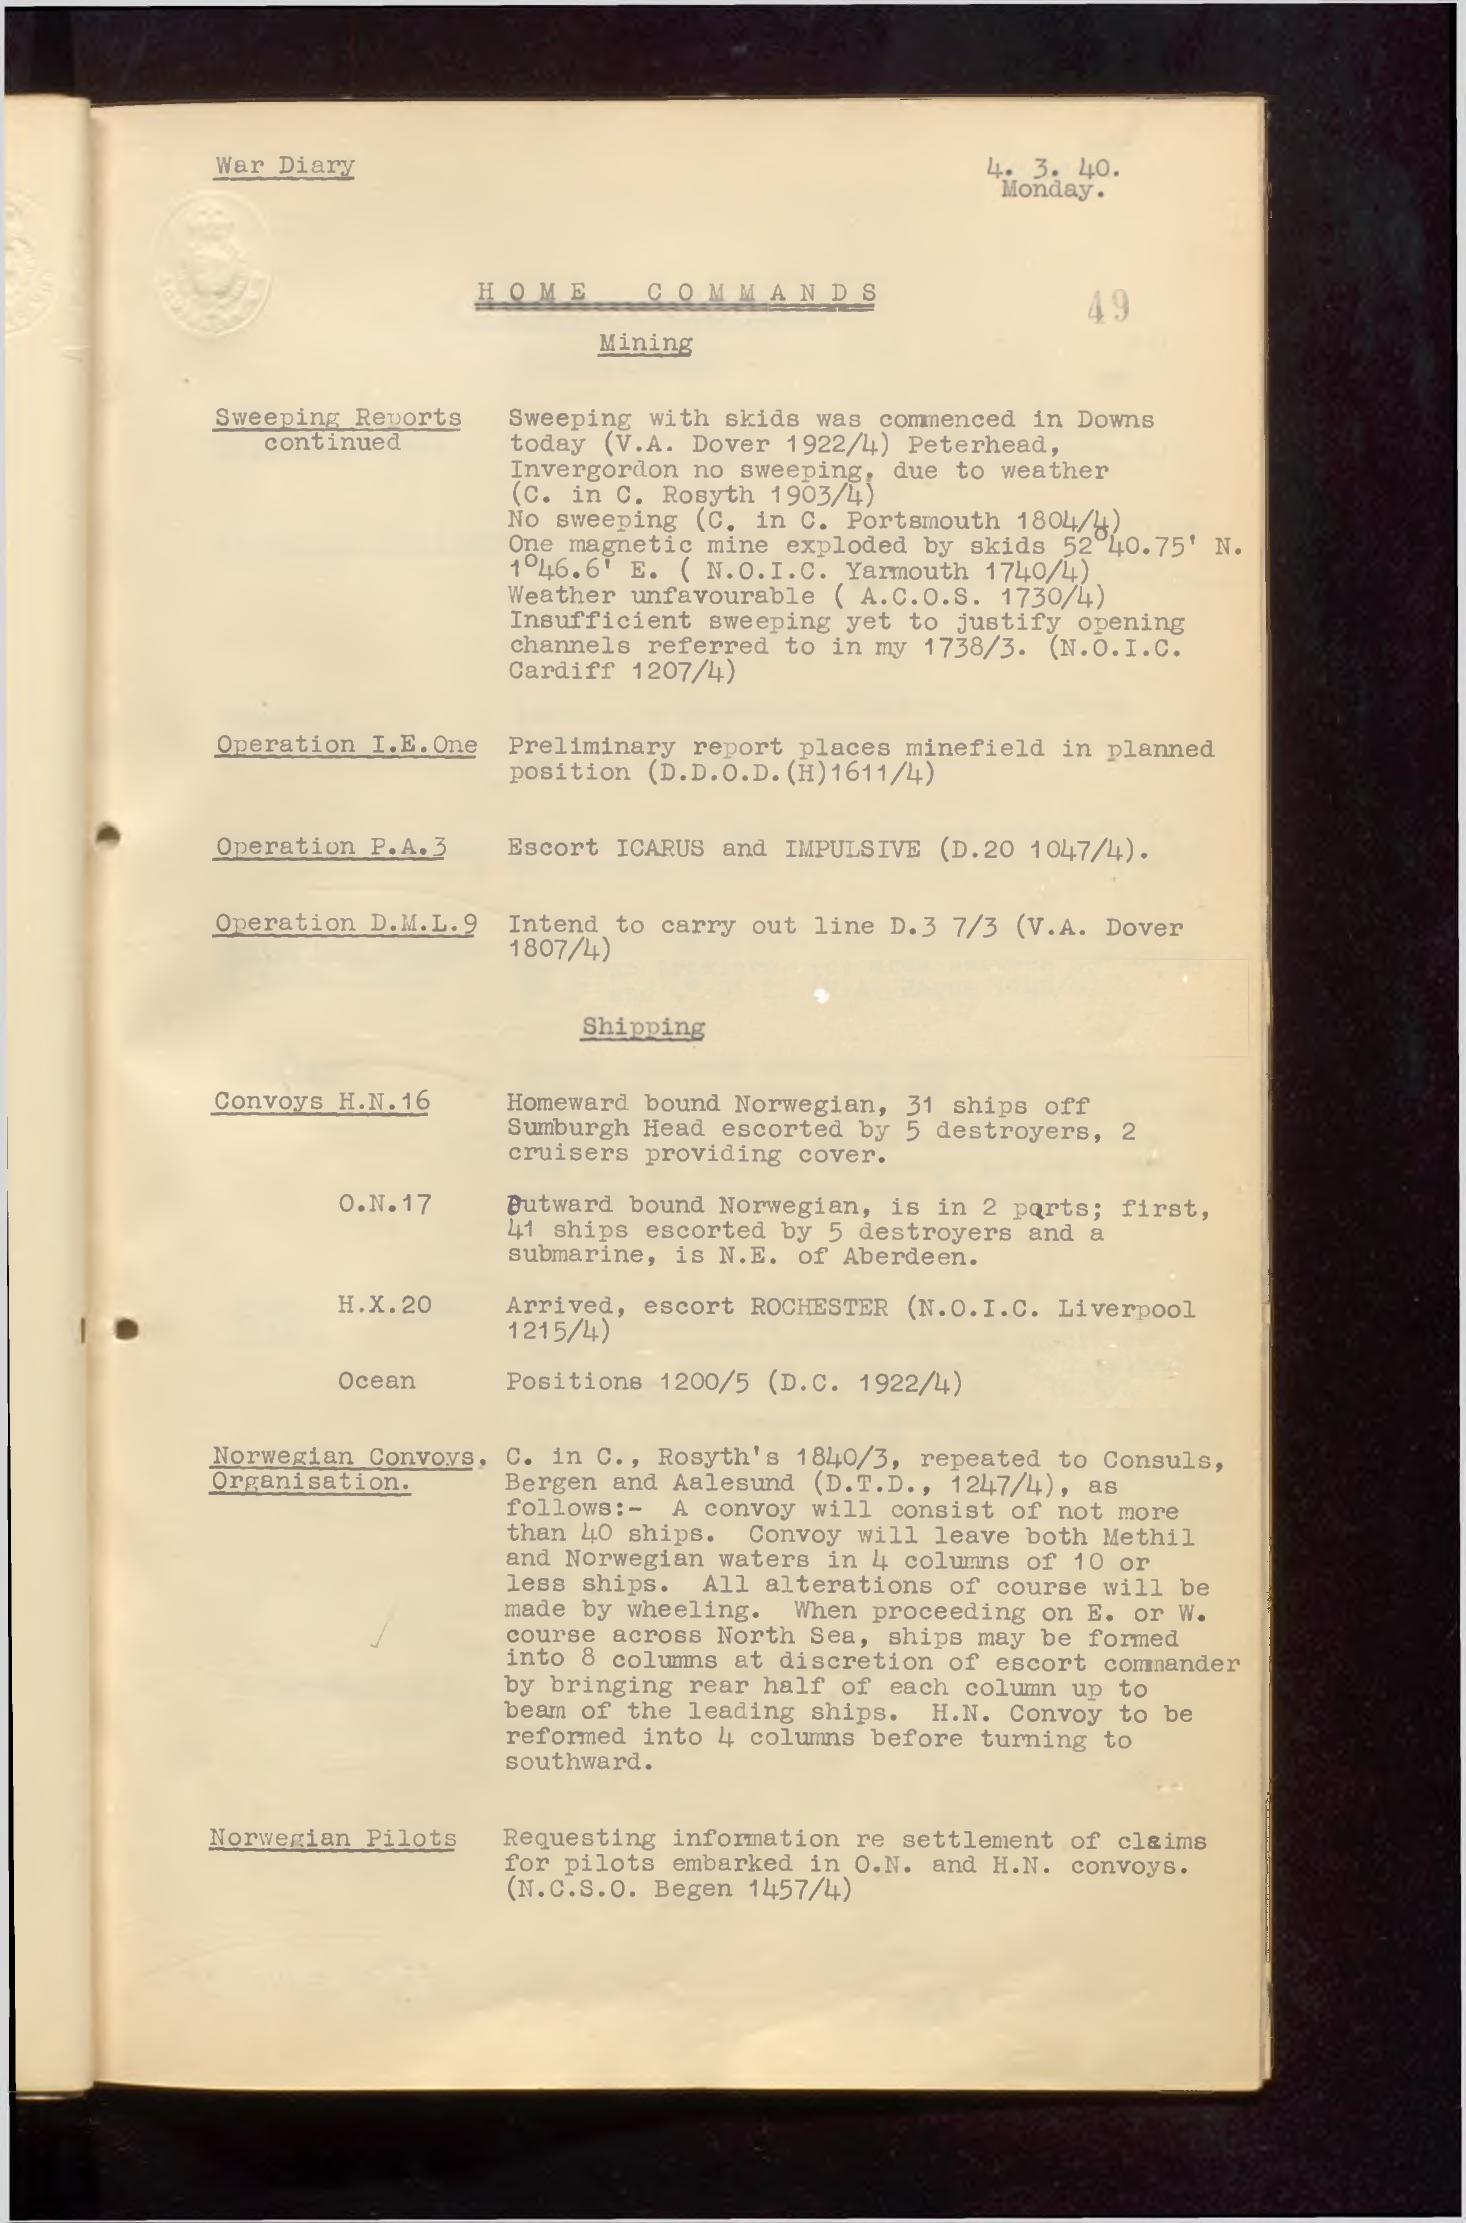 War Diary
4. 3. 40.
Monday.
HOME COMMANDS
49
Mining
Sweeping Reports
continued
Sweeping with skids was commenced in Downs
today (V.A. Dover 1922/4) Peterhead,
Invergordon no sweeping, due to weather
(C. in C. Rosyth 1903/4)
No sweeping (C. in C. Portsmouth 1804/4)
One magnetic mine exploded by skids 52°40.75' N.
1°46.6' E. ( N.O.I.C. Yarmouth 1740/4)
Weather unfavourable ( A.C.O.S. 1730/4)
Insufficient sweeping yet to justify opening
channels referred to in my 1738/3. (N.O.I.C.
Cardiff 1207/4)
Operation I.E.One
Preliminary report places minefield in planned
position (D.D.O.D.(H)1611/4)
Operation P.A.3
Escort ICARUS and IMPULSIVE (D.20 1047/4).
Operation D.M.L.9
Intend to carry out line D.3 7/3 (V.A. Dover
1807/4)
Shipping
Convoys H.N.16
Homeward bound Norwegian, 31 ships off
Sumburgh Head escorted by 5 destroyers, 2
cruisers providing cover.
O.N.17
Outward bound Norwegian, is in 2 parts; first,
41 ships escorted by 5 destroyers and a
submarine, is N.E. of Aberdeen.
H.X.20
Arrived, escort ROCHESTER (N.O.I.C. Liverpool
1215/4)
Ocean
Positions 1200/5 (D.C. 1922/4)
Norwegian Convoys,
Organisation.
C. in C., Rosyth's 1840/3, repeated to Consuls,
Bergen and Aalesund (D.T.D., 1247/4), as
follows:- A convoy will consist of not more
than 40 ships. Convoy will leave both Methil
and Norwegian waters in 4 columns of 10 or
less ships. All alterations of course will be
made by wheeling. When proceeding on E. or W.
course across North Sea, ships may be formed
into 8 columns at discretion of escort commander
by bringing rear half of each column up to
beam of the leading ships. H.N. Convoy to be
reformed into 4 columns before turning to
southward.
Norwegian Pilots
Requesting information re settlement of claims
for pilots embarked in O.N. and H.N. convoys.
(N.C.S.O. Begen 1457/4)